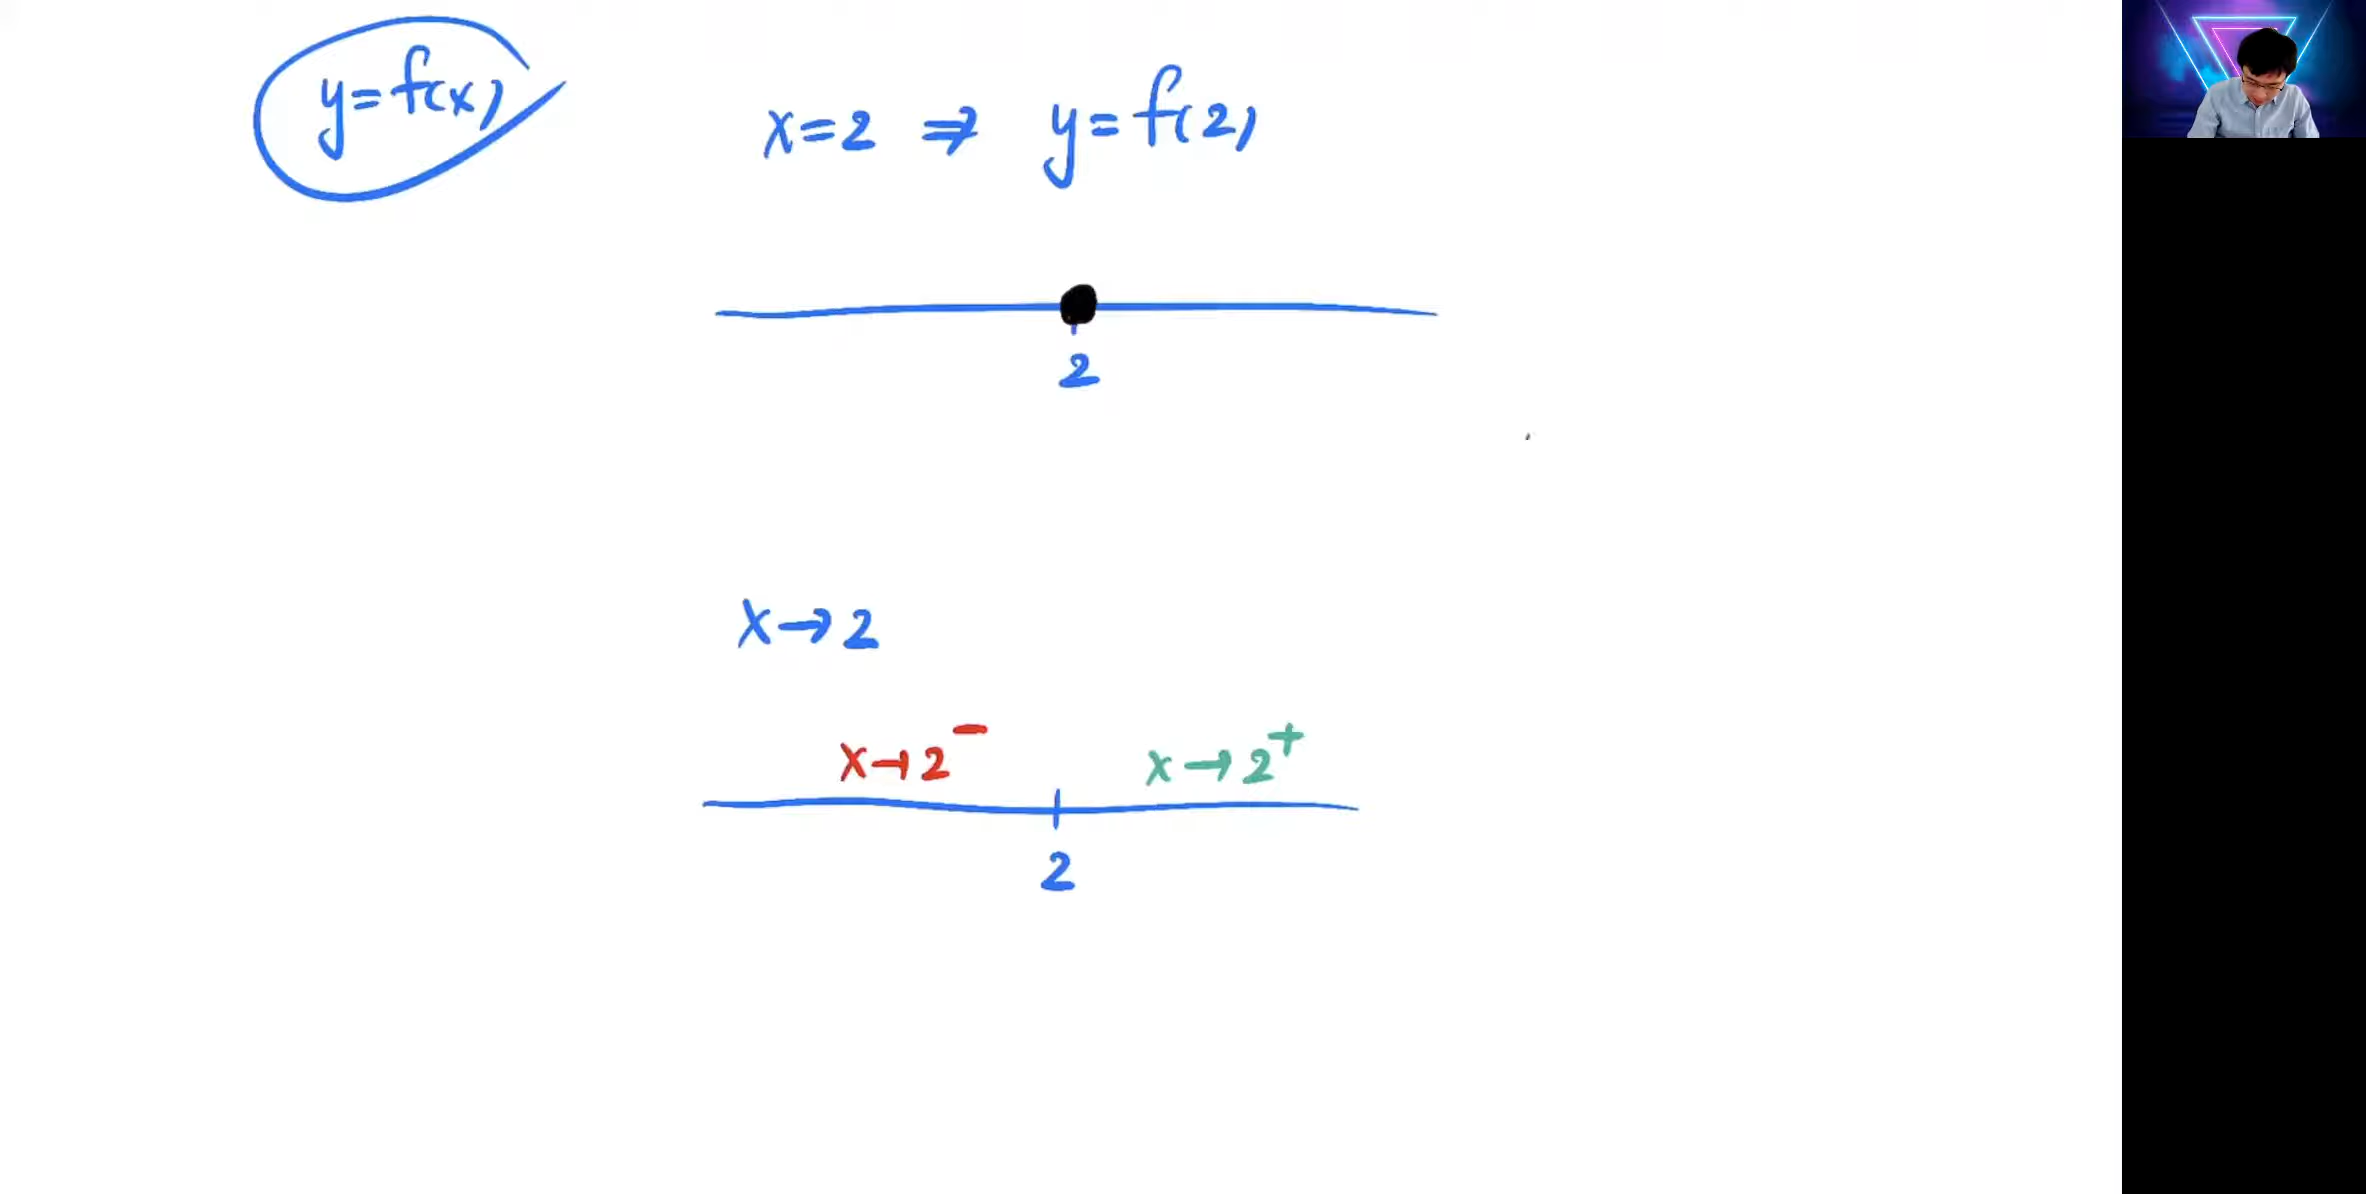 y=f(x)
x=2 ⇒ y=f(2)
2
x→2
x→2⁻ x→2⁺
2